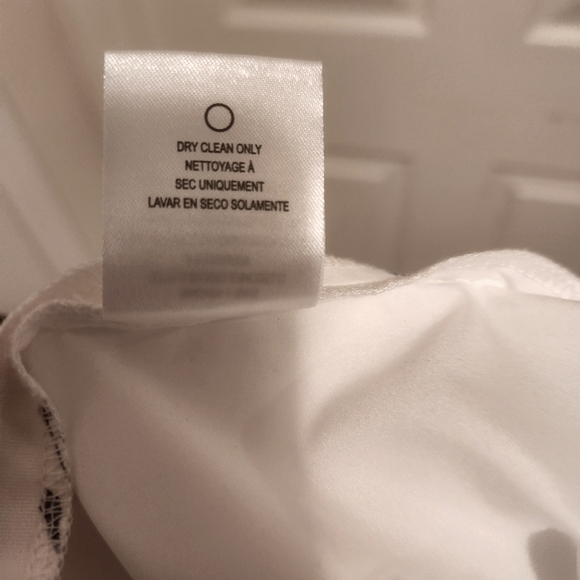 DRY CLEAN ONLY
NETTOYAGE À
SEC UNIQUEMENT
LAVAR EN SECO SOLAMENTE